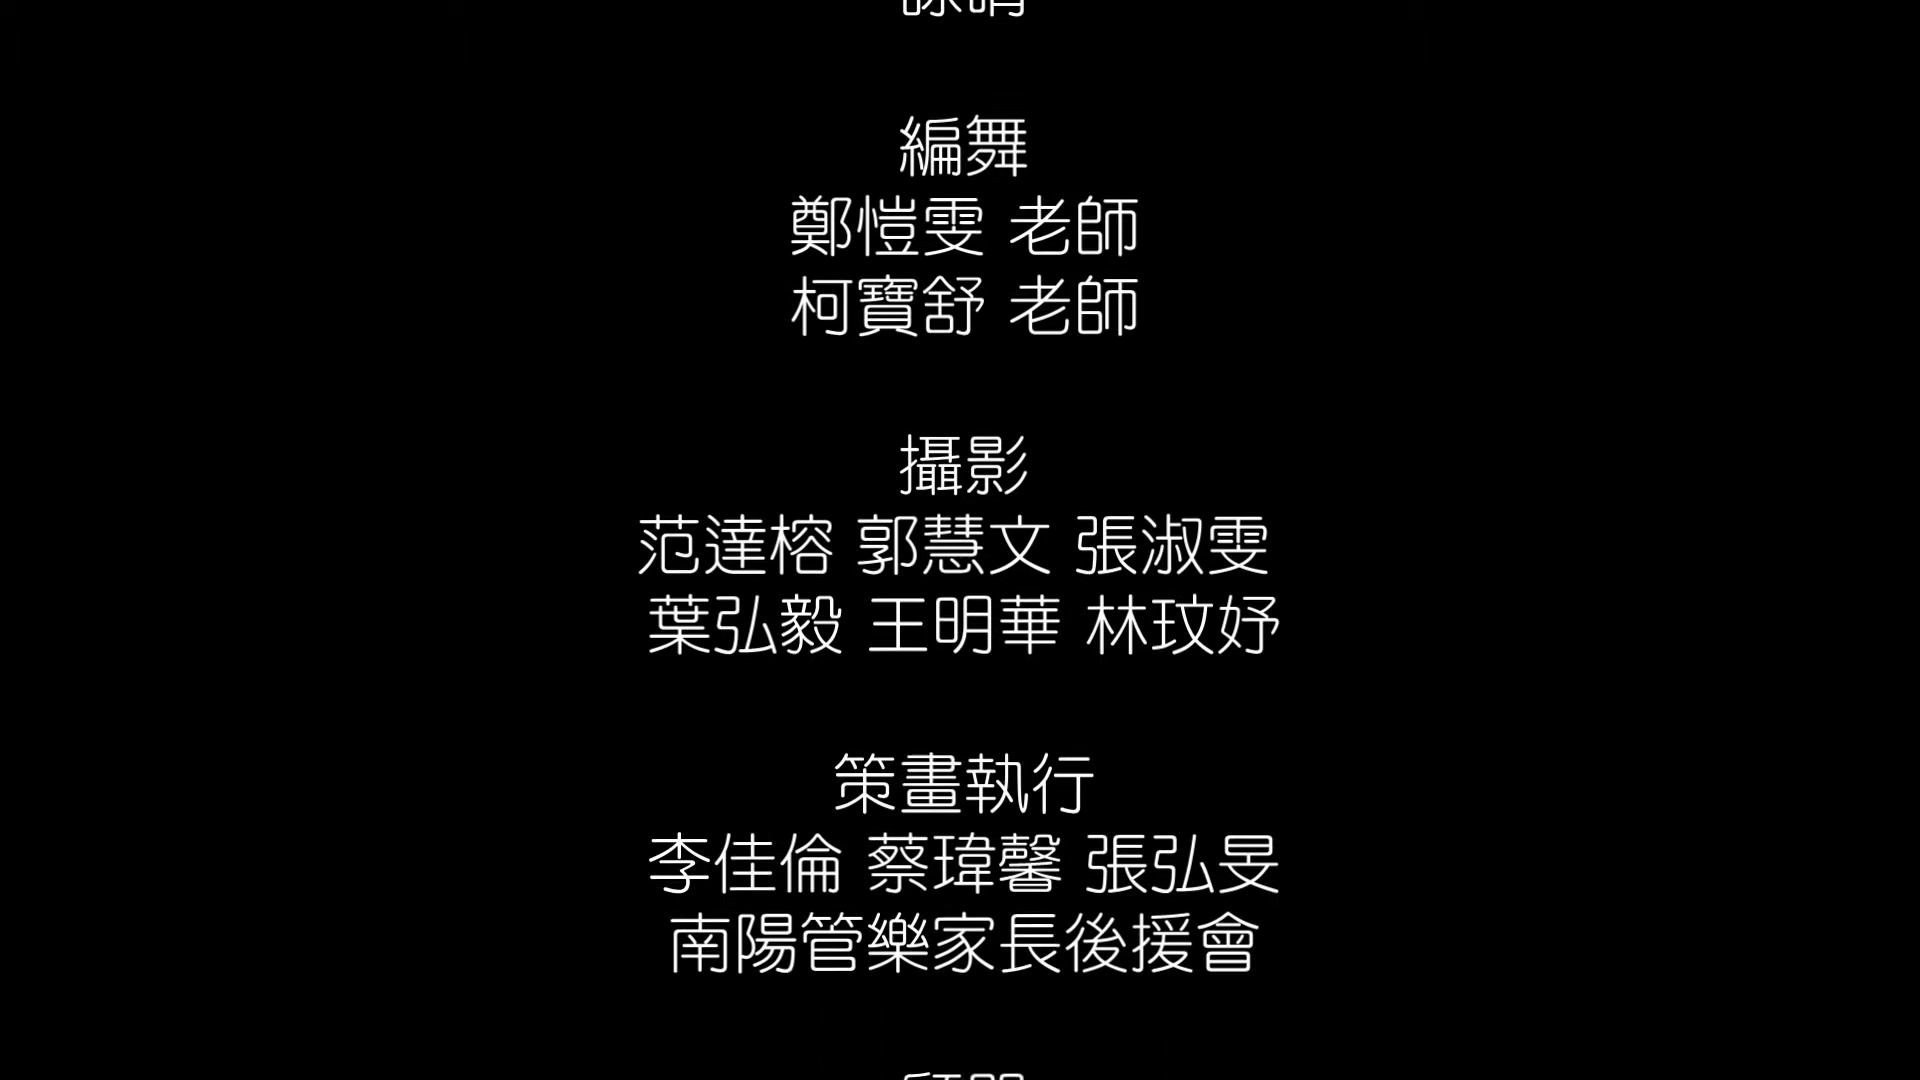 編舞
鄭愷雯 老師
柯寶舒 老師
攝影
范達榕 郭慧文 張淑雯
葉弘毅 王明華 林玟妤
策畫執行
李佳倫 蔡瑋馨 張弘旻
南陽管樂家長後援會